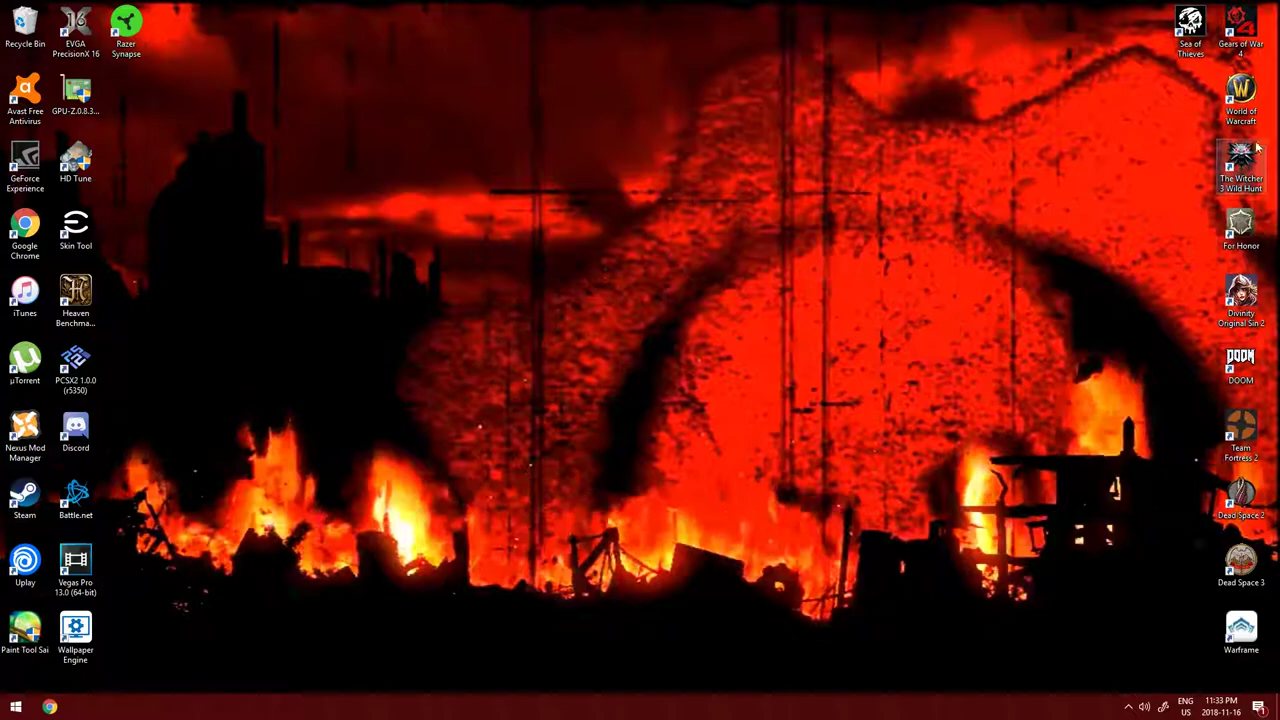 Recycle Bin
EVGA
PrecisionX 16
Razer
Synapse
Avast Free
Antivirus
GPU-Z.0.8.3...
GeForce
Experience
HD Tune
Google
Chrome
Skin Tool
iTunes
Heaven
Benchma...
µTorrent
PCSX2 1.0.0
(r5350)
Nexus Mod
Manager
Discord
Steam
Battle.net
Uplay
Vegas Pro
13.0 (64-bit)
Paint Tool Sai
Wallpaper
Engine
Sea of
Thieves
Gears of War
4
World of
Warcraft
The Witcher
3 Wild Hunt
For Honor
Divinity
Original Sin 2
DOOM
DOOM
Team
Fortress 2
Dead Space 2
Dead Space 3
Warframe
ENG
US
11:33 PM
2018-11-16